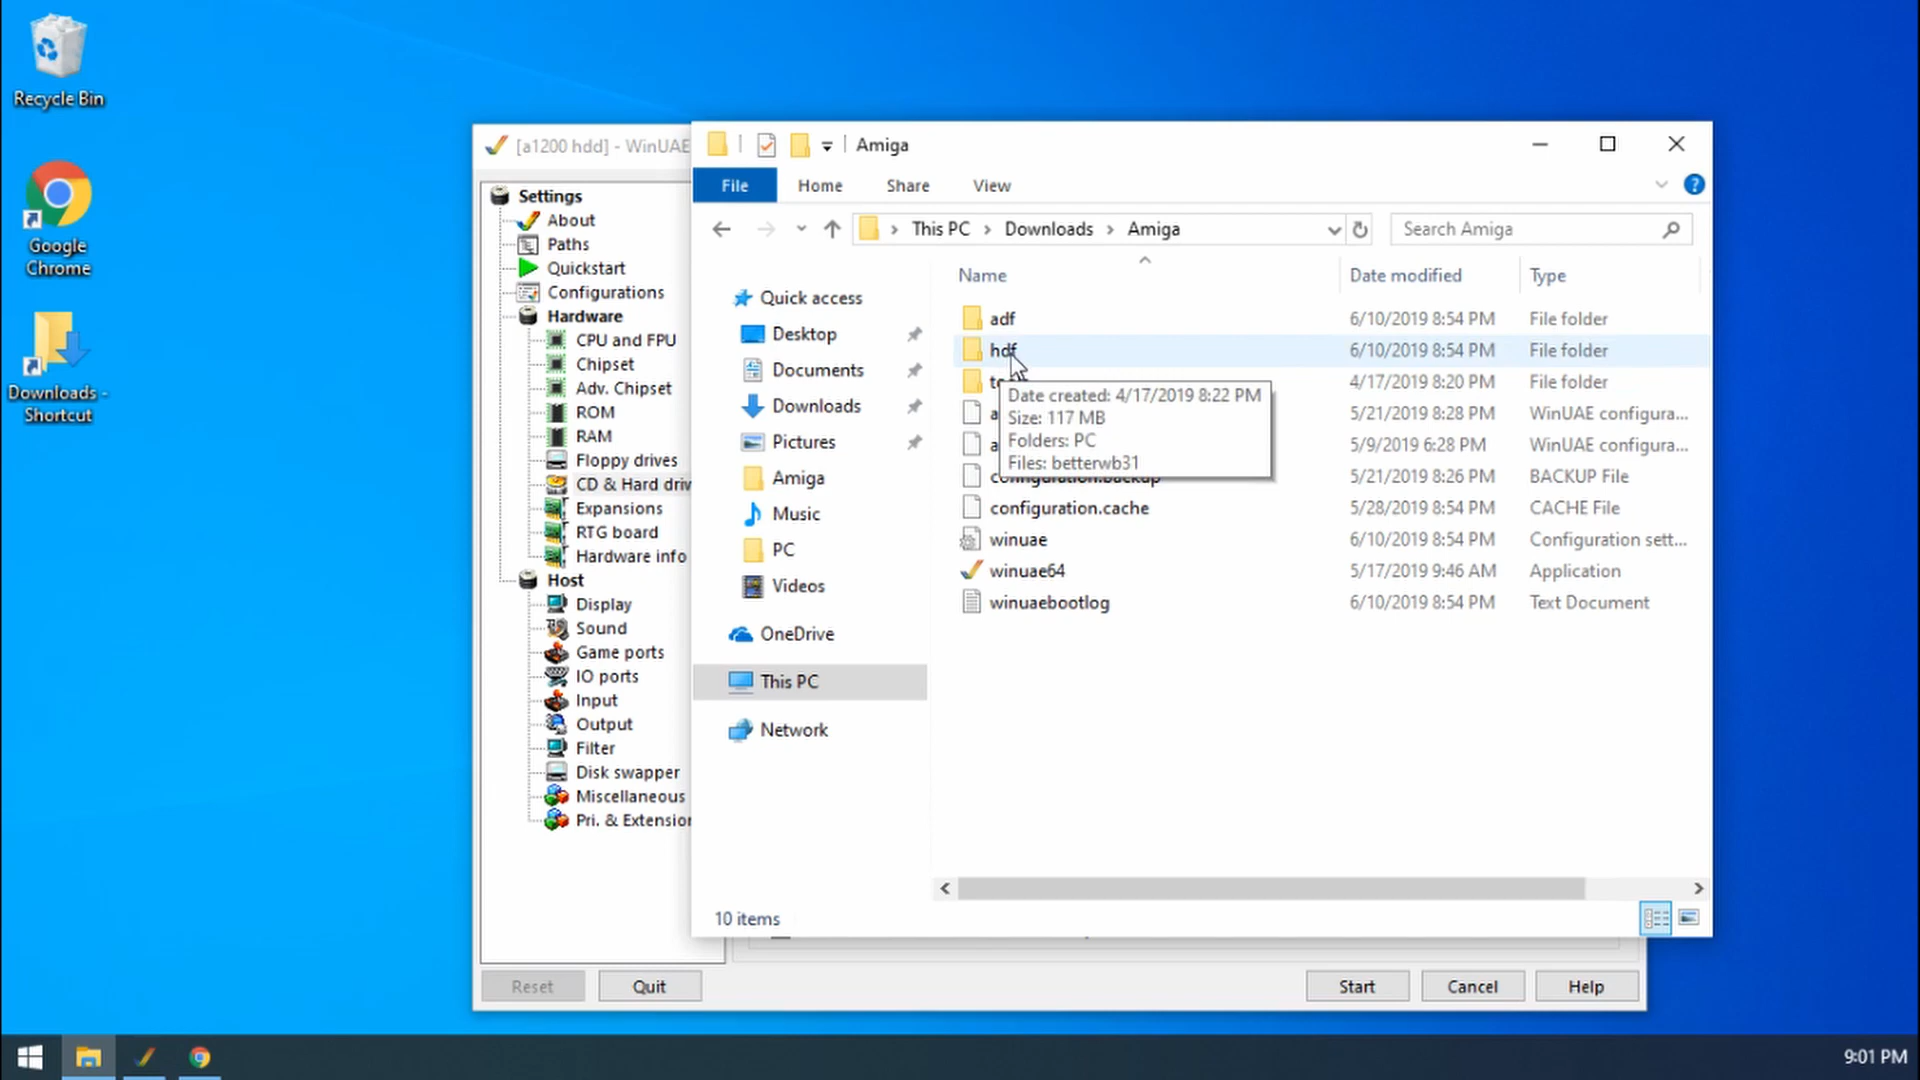 Recycle Bin
Google
Chrome
Downloads -
Shortcut
[a1200 hdd] - WinUAE
Settings
About
Paths
Quickstart
Configurations
Hardware
CPU and FPU
Chipset
Adv. Chipset
ROM
RAM
Floppy drives
CD & Hard driv
Expansions
RTG board
Hardware info
Host
Display
Sound
Game ports
IO ports
Input
Output
Filter
Disk swapper
Miscellaneous
Pri. & Extension
Reset
Quit
Start
Cancel
Help
Amiga
File
Home
Share
View
This PC > Downloads > Amiga
Search Amiga
Quick access
Desktop
Documents
Downloads
Pictures
Amiga
Music
PC
Videos
OneDrive
This PC
Network
Name Date modified Type
adf 6/10/2019 8:54 PM File folder
hdf 6/10/2019 8:54 PM File folder
4/17/2019 8:20 PM File folder
5/21/2019 8:28 PM WinUAE configura...
5/9/2019 6:28 PM WinUAE configura...
configuration.backup 5/21/2019 8:26 PM BACKUP File
configuration.cache 5/28/2019 8:54 PM CACHE File
winuae 6/10/2019 8:54 PM Configuration sett...
winuae64 5/17/2019 9:46 AM Application
winuaebootlog 6/10/2019 8:54 PM Text Document
Date created: 4/17/2019 8:22 PM
Size: 117 MB
Folders: PC
Files: betterwb31
10 items
9:01 PM